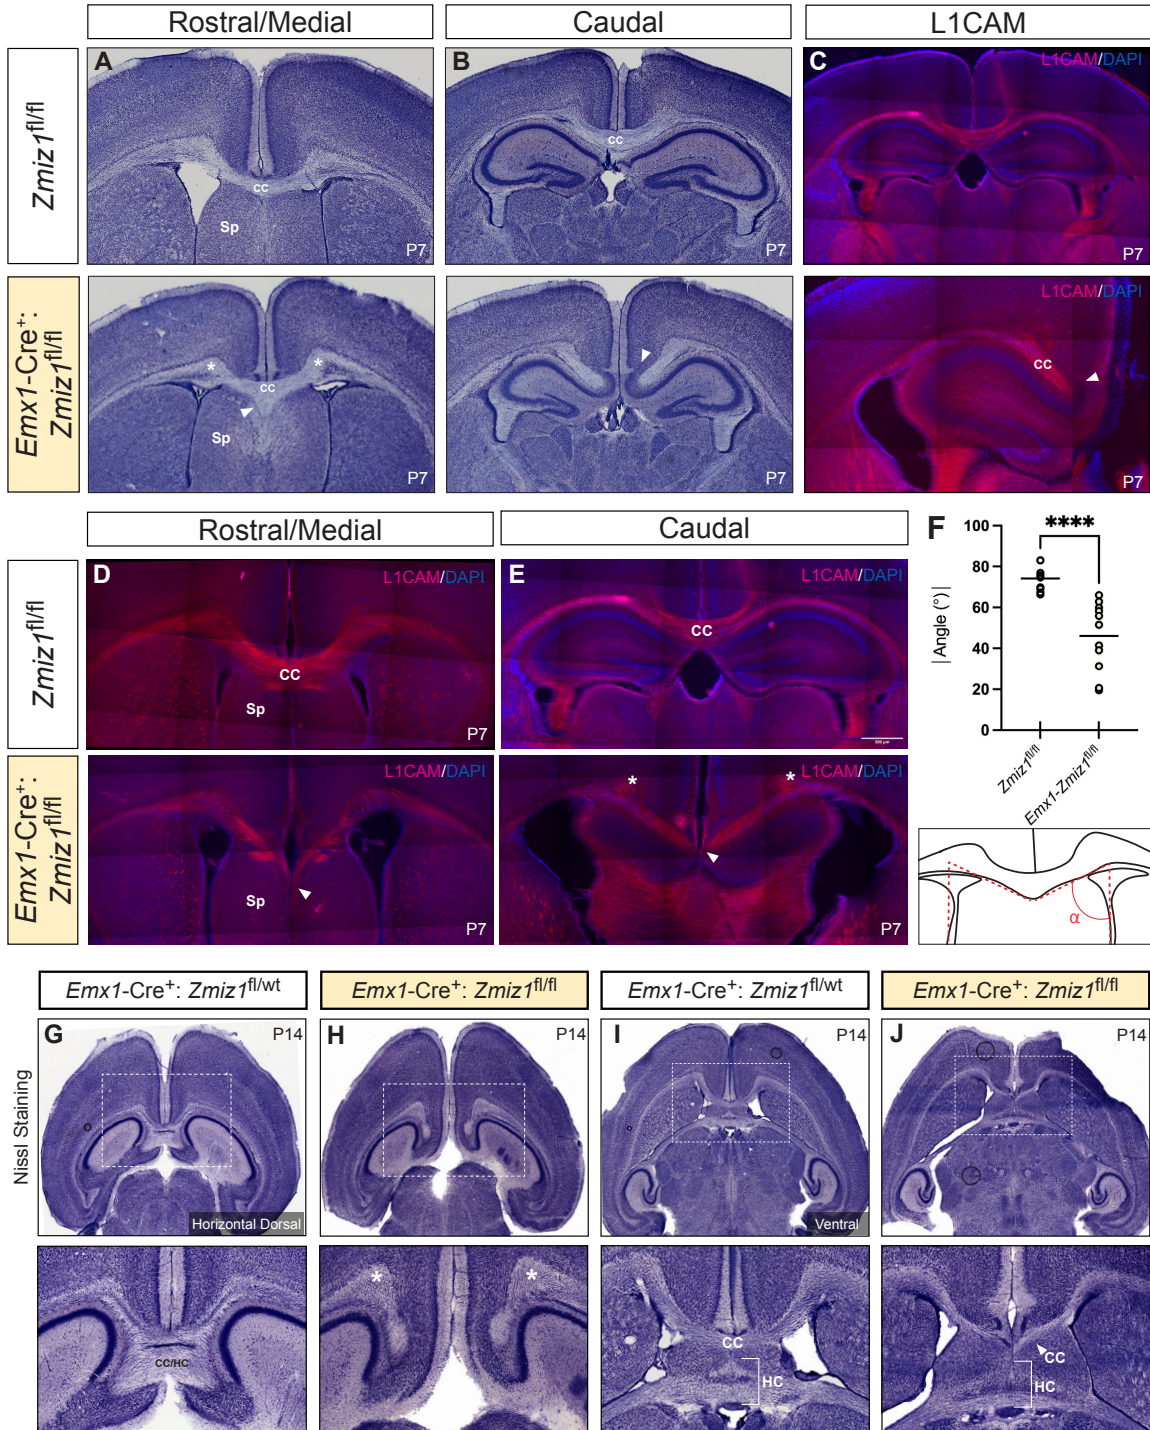 Rostral/Medial
Caudal
L1CAM
Zmiz1fl/fl
A
cc
Sp
P7
B
cc
P7
C
L1CAM/DAPI
P7
Emx1-Cre+:
Zmiz1fl/fl
*
*
cc
Sp
P7
P7
L1CAM/DAPI
cc
P7
Rostral/Medial
Caudal
Zmiz1fl/fl
D
L1CAM/DAPI
CC
Sp
P7
E
L1CAM/DAPI
CC
500 µm
Emx1-Cre+:
Zmiz1fl/fl
L1CAM/DAPI
Sp
P7
*
*
L1CAM/DAPI
P7
F
****
| Angle (°) |
100
80
60
40
20
0
Zmiz1fl/fl
Emx1-Zmiz1fl/fl
α
Emx1-Cre+: Zmiz1fl/wt
Emx1-Cre+: Zmiz1fl/fl
Emx1-Cre+: Zmiz1fl/wt
Emx1-Cre+: Zmiz1fl/fl
Nissl Staining
G
P14
Horizontal Dorsal
H
P14
I
P14
Ventral
J
P14
CC/HC
*
*
CC
HC
CC
HC